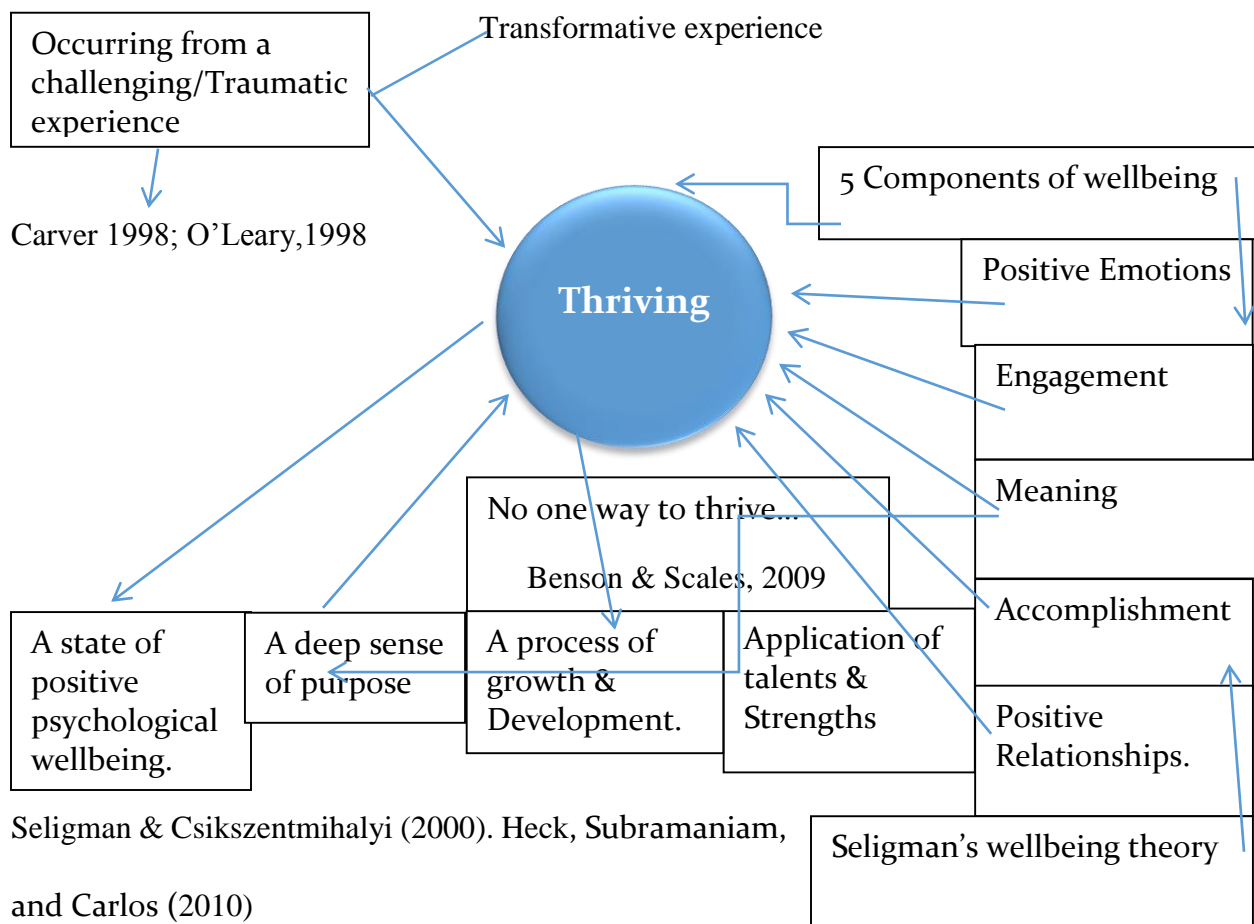 Occurring from a
challenging/Traumatic
experience
Transformative experience
Carver 1998; O’Leary,1998
Thriving
5 Components of wellbeing
Positive Emotions
Engagement
Meaning
Accomplishment
Positive
Relationships.
Seligman’s wellbeing theory
No one way to thrive...
Benson & Scales, 2009
A state of
positive
psychological
wellbeing.
A deep sense
of purpose
A process of
growth &
Development.
Application of
talents &
Strengths
Seligman & Csikszentmihalyi (2000). Heck, Subramaniam,
and Carlos (2010)